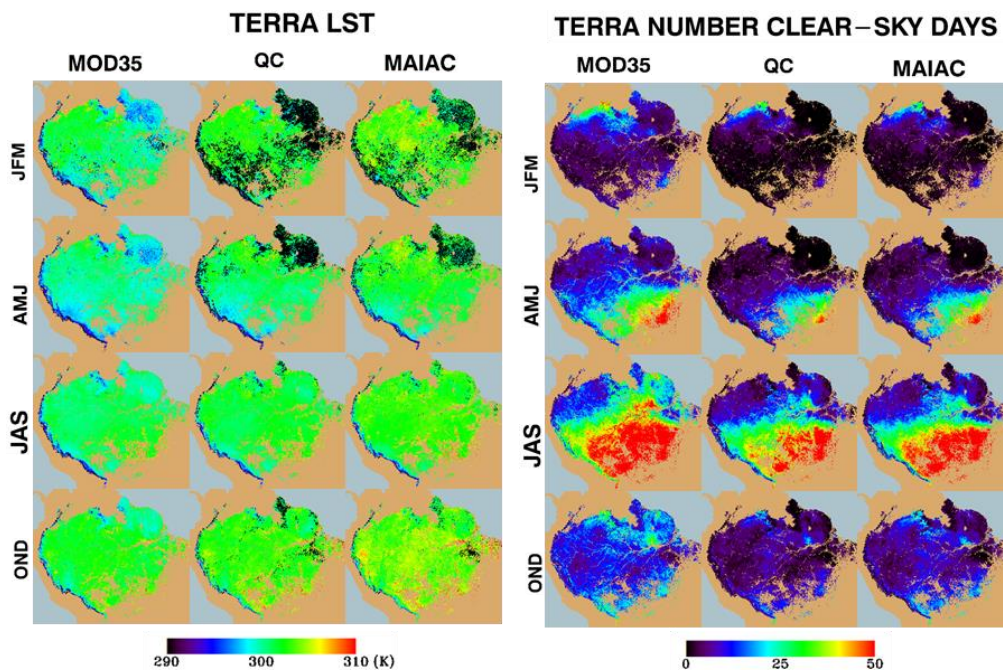 TERRA LST
MOD35 QC MAIAC
JFM
AMJ
JAS
OND
290 300 310 (K)
TERRA NUMBER CLEAR−SKY DAYS
MOD35 QC MAIAC
JFM
AMJ
JAS
OND
0 25 50